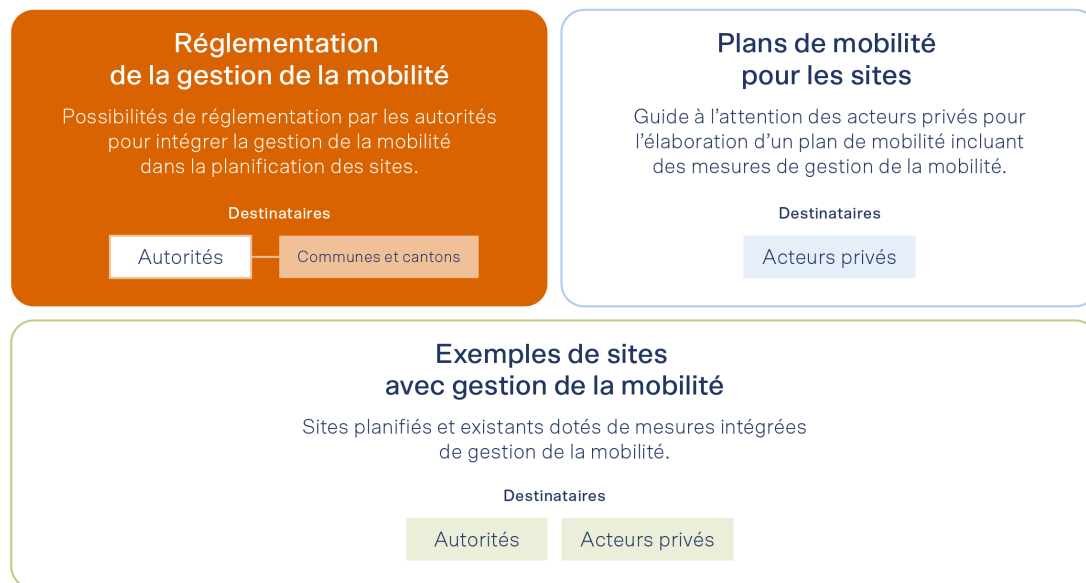 Réglementation
de la gestion de la mobilité
Possibilités de réglementation par les autorités
pour intégrer la gestion de la mobilité
dans la planification des sites.
Destinataires
Autorités
Communes et cantons
Plans de mobilité
pour les sites
Guide à l’attention des acteurs privés pour
l’élaboration d’un plan de mobilité incluant
des mesures de gestion de la mobilité.
Destinataires
Acteurs privés
Exemples de sites
avec gestion de la mobilité
Sites planifiés et existants dotés de mesures intégrées
de gestion de la mobilité.
Destinataires
Autorités
Acteurs privés